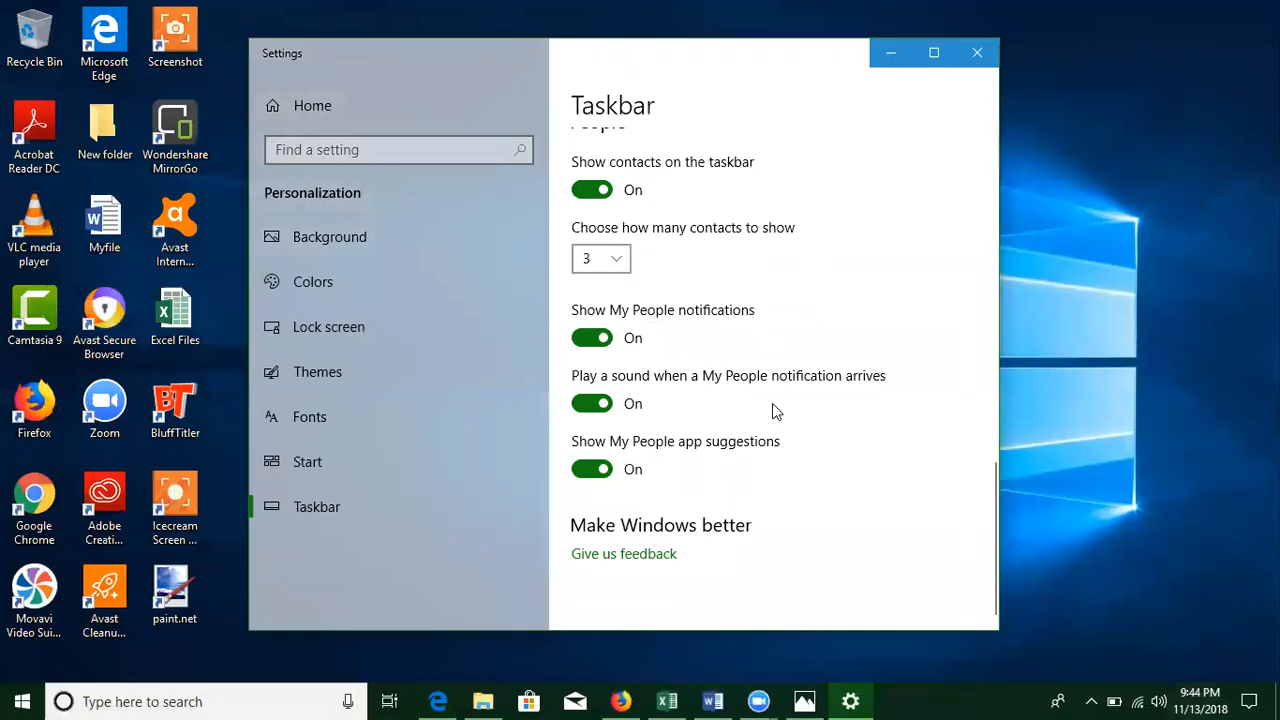 Recycle Bin
Microsoft
Edge
Screenshot
Acrobat
Reader DC
New folder
Wondershare
MirrorGo
VLC media
player
Myfile
Avast
Intern...
Camtasia 9
Avast Secure
Browser
Excel Files
Firefox
Zoom
BluffTitler
Google
Chrome
Adobe
Creati...
Icecream
Screen ...
Movavi
Video Sui...
Avast
Cleanu...
paint.net
Settings
Home
Find a setting
Personalization
Background
Colors
Lock screen
Themes
Fonts
Start
Taskbar
Taskbar
People
Show contacts on the taskbar
On
Choose how many contacts to show
3
Show My People notifications
On
Play a sound when a My People notification arrives
On
Show My People app suggestions
On
Make Windows better
Give us feedback
Type here to search
9:44 PM
11/13/2018